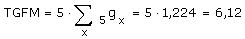 TGFM = 5 · ∑ₓ ₅gₓ = 5 · 1,224 = 6,12